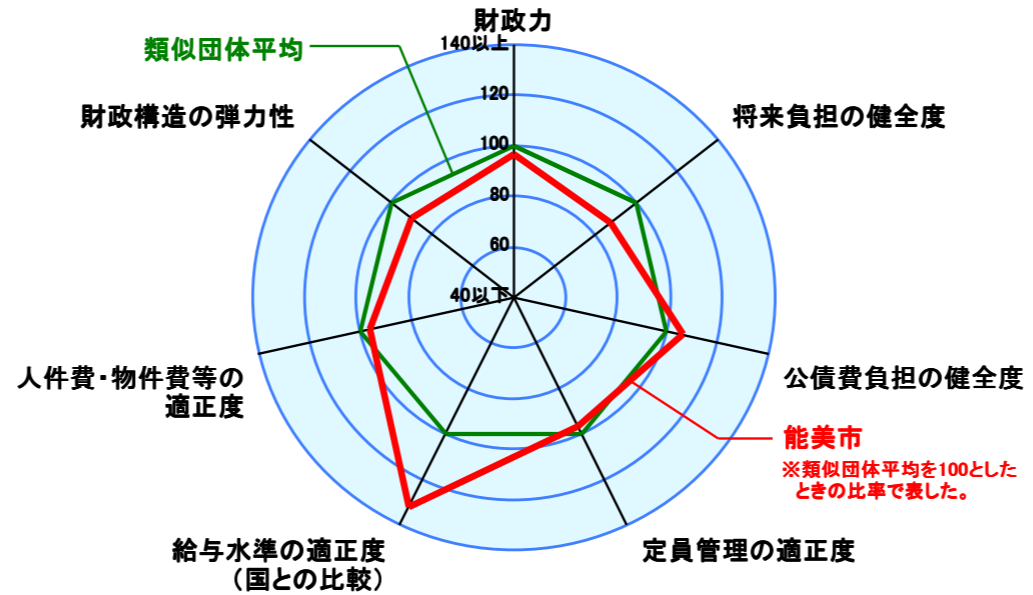 財政力
140以上
類似団体平均
120
財政構造の弾力性
将来負担の健全度
100
80
60
40以下
人件費・物件費等の
適正度
公債費負担の健全度
能美市
※類似団体平均を100とした
ときの比率で表した。
給与水準の適正度
（国との比較）
定員管理の適正度